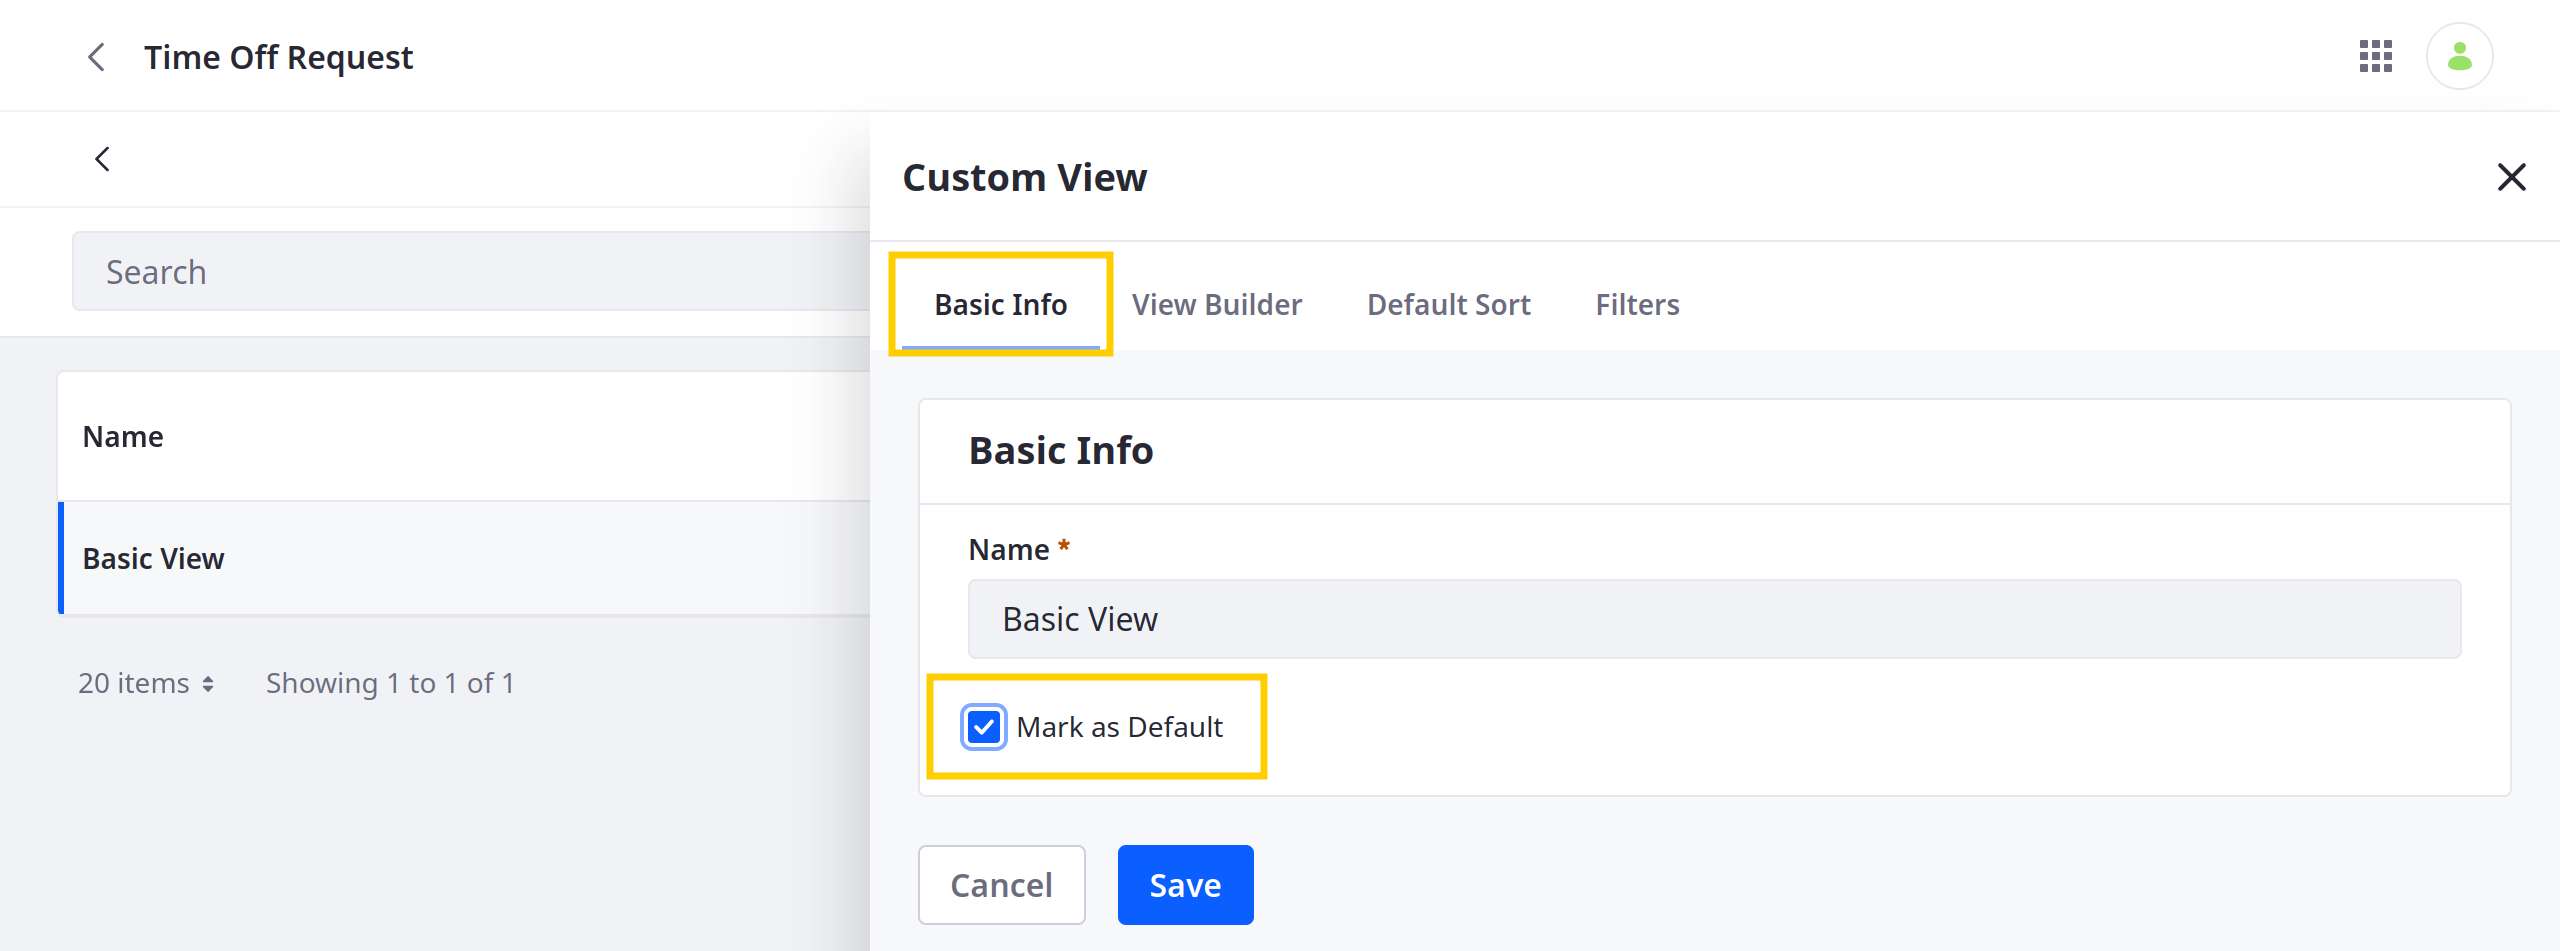 Time Off Request
Search
Name
Basic View
20 items
Showing 1 to 1 of 1
Custom View
Basic Info
View Builder
Default Sort
Filters
Basic Info
Name *
Basic View
Mark as Default
Cancel
Save